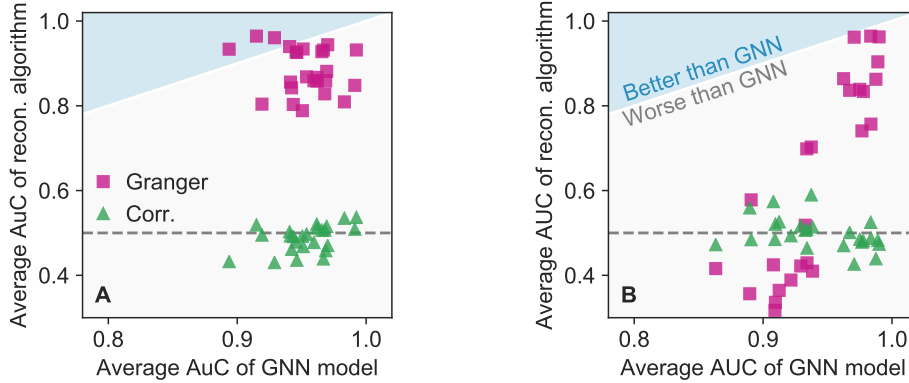 1.0
0.8
0.6
0.4
Average AuC of recon. algorithm
Granger
Corr.
A
0.8
0.9
1.0
Average AuC of GNN model
1.0
0.8
0.6
0.4
Average AUC of recon. algorithm
Better than GNN
Worse than GNN
B
0.8
0.9
1.0
Average AUC of GNN model